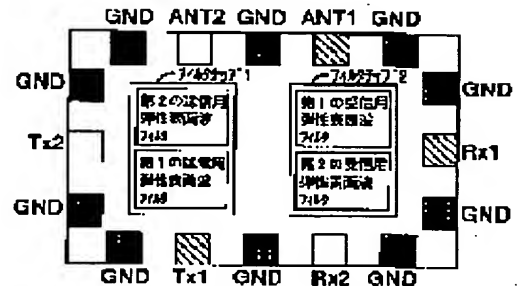 GND ANT2 GND ANT1 GND
フィルタチップ1
フィルタチップ2
GND
GND
第2の送信用
弾性表面波
フィルタ
第1の受信用
弾性表面波
フィルタ
Tx2
Rx1
第1の送信用
弾性表面波
フィルタ
第2の受信用
弾性表面波
フィルタ
GND
GND
GND Tx1 GND Rx2 GND